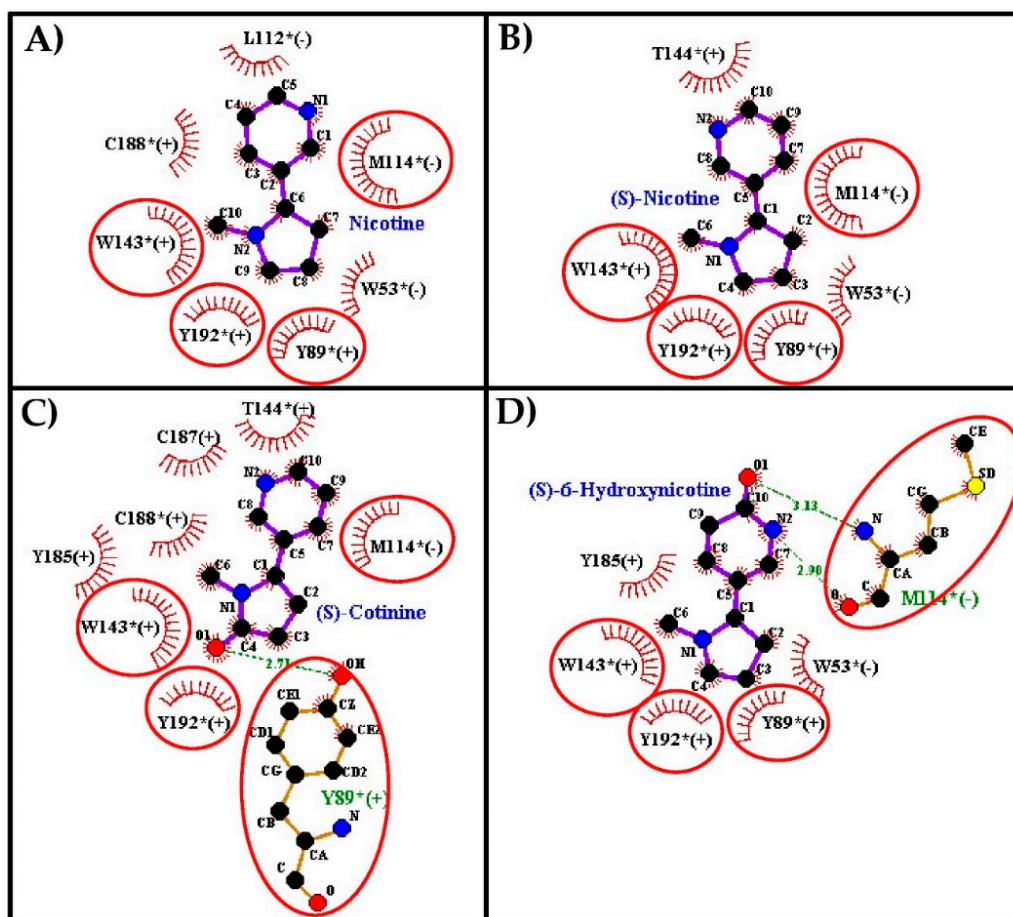 A)
L112*(-)
C5
C4
N1
C188*(+)
C1
C3
M114*(-)
C2
C6
C10
C7
Nicotine
W143*(+)
N2
C9
C8
W53*(-)
Y192*(+)
Y89*(+)
B)
T144*(+)
C10
N2
C9
C8
C7
M114*(-)
C5
(S)-Nicotine
C1
C6
C2
W143*(+)
N1
C4
C3
W53*(-)
Y192*(+)
Y89*(+)
C)
T144*(+)
C187(+)
N2
C10
C9
C188*(+)
C8
C7
M114*(-)
Y185(+)
C5
C6
C1
C2
N1
(S)-Cotinine
W143*(+)
O1
C4
C3
2.71
OH
Y192*(+)
CE1
CZ
CD1
CE2
CG
CD2
Y89*(+)
CB
N
CA
C
O
D)
CE
O1
SD
(S)-6-Hydroxynicotine
C10
CG
3.13
C9
N2
N
CB
C8
C7
CA
Y185(+)
2.90
C
C5
O
M114*(-)
C6
C1
C2
N1
W143*(+)
C3
W53*(-)
C4
Y192*(+)
Y89*(+)